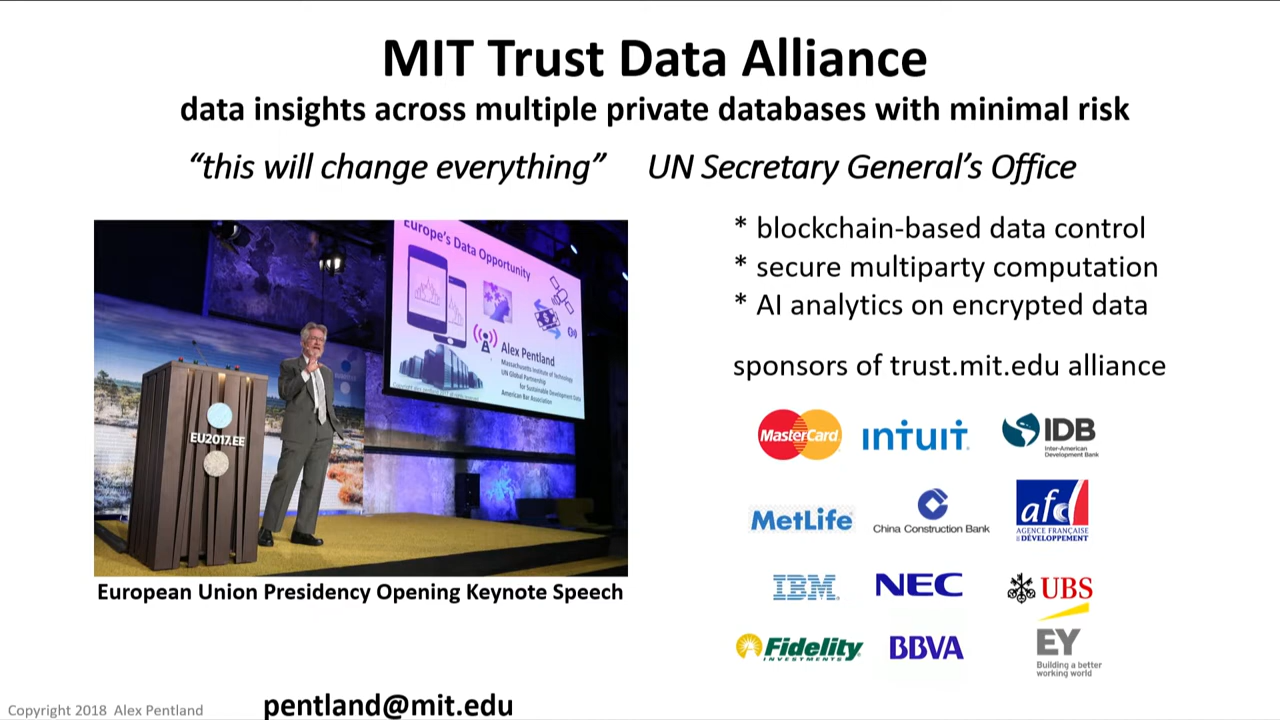 MIT Trust Data Alliance
data insights across multiple private databases with minimal risk
“this will change everything” UN Secretary General’s Office
* blockchain-based data control
* secure multiparty computation
* AI analytics on encrypted data
Europe's Data Opportunity
Alex Pentland
Massachusetts Institute of Technology
UN Global Partnership
for Sustainable Development Data
American Bar Association
EU2017.EE
European Union Presidency Opening Keynote Speech
sponsors of trust.mit.edu alliance
MasterCard
intuit
IDB
Inter-American
Development Bank
MetLife
China Construction Bank
afd
AGENCE FRANÇAISE
DE DÉVELOPPEMENT
IBM
NEC
UBS
Fidelity
INVESTMENTS
BBVA
EY
Building a better
working world
Copyright 2018 Alex Pentland
pentland@mit.edu